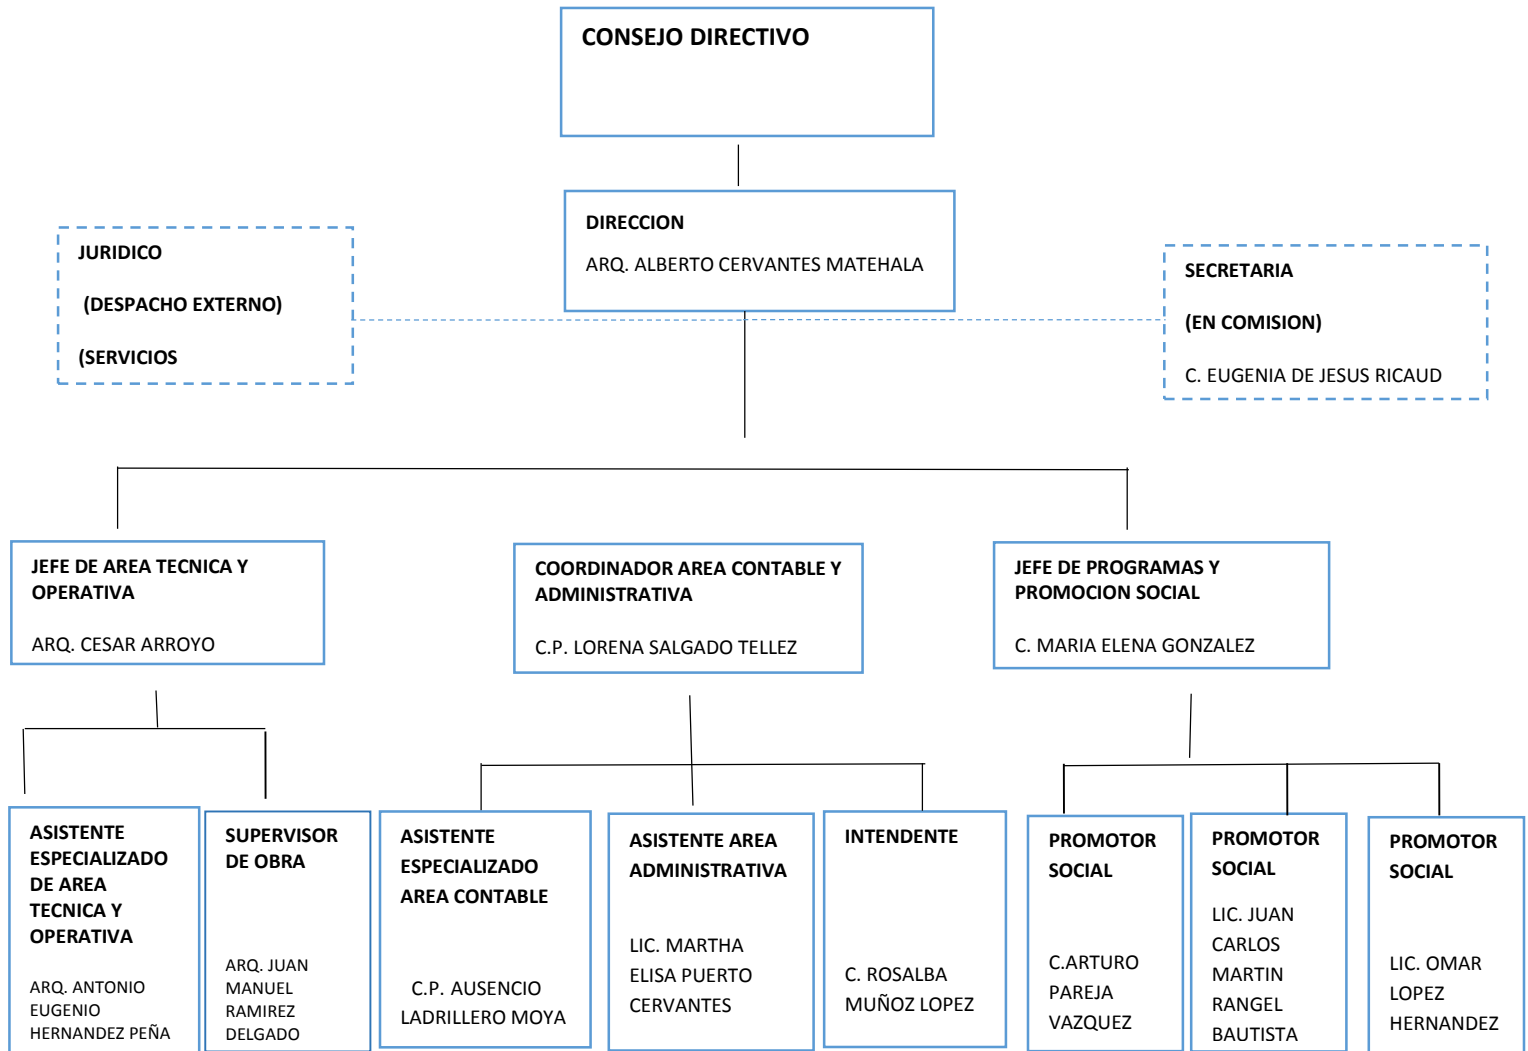 CONSEJO DIRECTIVO
DIRECCION
ARQ. ALBERTO CERVANTES MATEHALA
JURIDICO
(DESPACHO EXTERNO)
(SERVICIOS
SECRETARIA
(EN COMISION)
C. EUGENIA DE JESUS RICAUD
JEFE DE AREA TECNICA Y
OPERATIVA
ARQ. CESAR ARROYO
COORDINADOR AREA CONTABLE Y
ADMINISTRATIVA
C.P. LORENA SALGADO TELLEZ
JEFE DE PROGRAMAS Y
PROMOCION SOCIAL
C. MARIA ELENA GONZALEZ
ASISTENTE
ESPECIALIZADO
DE AREA
TECNICA Y
OPERATIVA
ARQ. ANTONIO
EUGENIO
HERNANDEZ PEÑA
SUPERVISOR
DE OBRA
ARQ. JUAN
MANUEL
RAMIREZ
DELGADO
ASISTENTE
ESPECIALIZADO
AREA CONTABLE
C.P. AUSENCIO
LADRILLERO MOYA
ASISTENTE AREA
ADMINISTRATIVA
LIC. MARTHA
ELISA PUERTO
CERVANTES
INTENDENTE
C. ROSALBA
MUÑOZ LOPEZ
PROMOTOR
SOCIAL
C.ARTURO
PAREJA
VAZQUEZ
PROMOTOR
SOCIAL
LIC. JUAN
CARLOS
MARTIN
RANGEL
BAUTISTA
PROMOTOR
SOCIAL
LIC. OMAR
LOPEZ
HERNANDEZ